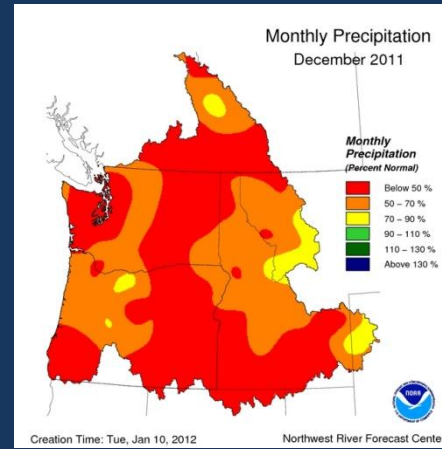 Monthly Precipitation
December 2011
Monthly
Precipitation
(Percent Normal)
Below 50 %
50 – 70 %
70 – 90 %
90 – 110 %
110 – 130 %
Above 130 %
NOAA
Creation Time: Tue, Jan 10, 2012
Northwest River Forecast Cente